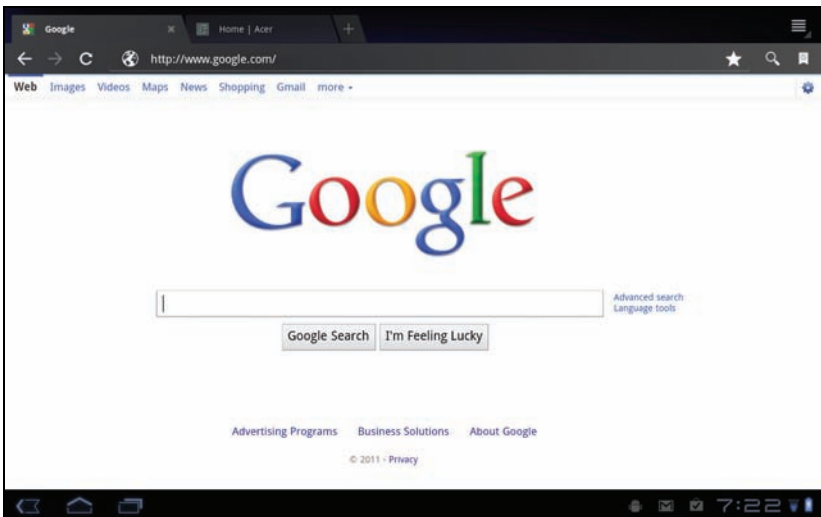 Google
Home | Acer
http://www.google.com/
Web Images Videos Maps News Shopping Gmail more
Google
Advanced search
Language tools
Google Search I'm Feeling Lucky
Advertising Programs Business Solutions About Google
© 2011 - Privacy
7:22